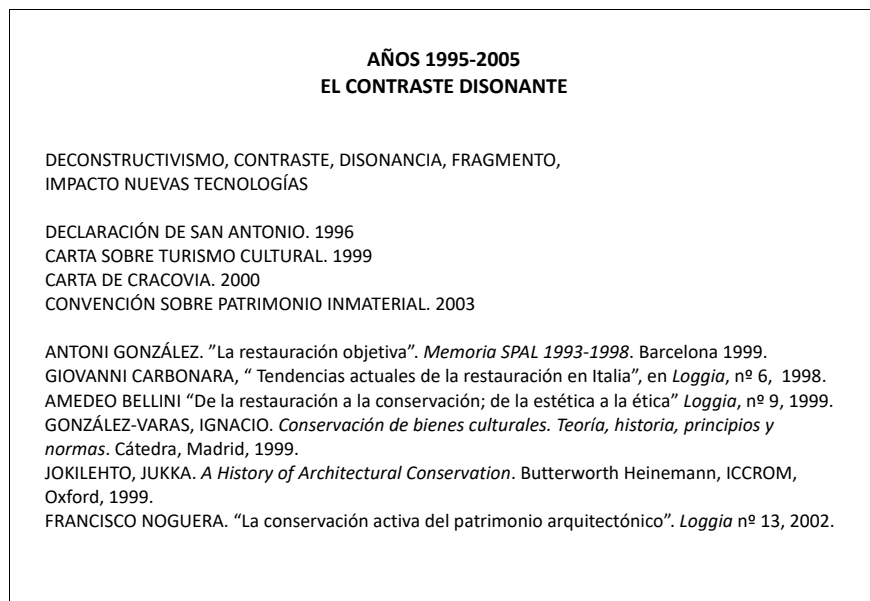 AÑOS 1995-2005
EL CONTRASTE DISONANTE
DECONSTRUCTIVISMO, CONTRASTE, DISONANCIA, FRAGMENTO,
IMPACTO NUEVAS TECNOLOGÍAS
DECLARACIÓN DE SAN ANTONIO. 1996
CARTA SOBRE TURISMO CULTURAL. 1999
CARTA DE CRACOVIA. 2000
CONVENCIÓN SOBRE PATRIMONIO INMATERIAL. 2003
ANTONI GONZÁLEZ. ”La restauración objetiva”. Memoria SPAL 1993-1998. Barcelona 1999.
GIOVANNI CARBONARA, “ Tendencias actuales de la restauración en Italia”, en Loggia, nº 6, 1998.
AMEDEO BELLINI “De la restauración a la conservación; de la estética a la ética” Loggia, nº 9, 1999.
GONZÁLEZ-VARAS, IGNACIO. Conservación de bienes culturales. Teoría, historia, principios y
normas. Cátedra, Madrid, 1999.
JOKILEHTO, JUKKA. A History of Architectural Conservation. Butterworth Heinemann, ICCROM,
Oxford, 1999.
FRANCISCO NOGUERA. “La conservación activa del patrimonio arquitectónico”. Loggia nº 13, 2002.